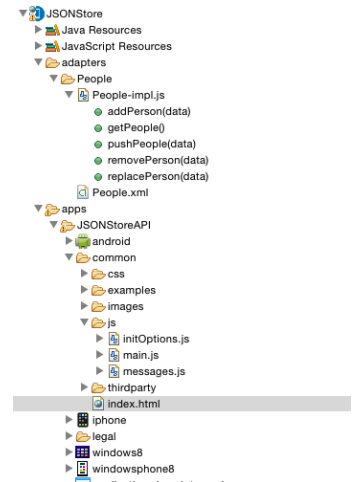 JSONStore
Java Resources
JavaScript Resources
adapters
People
People-impl.js
addPerson(data)
getPeople()
pushPeople(data)
removePerson(data)
replacePerson(data)
People.xml
apps
JSONStoreAPI
android
common
css
examples
images
js
initOptions.js
main.js
messages.js
thirdparty
index.html
iphone
legal
windows8
windowsphone8